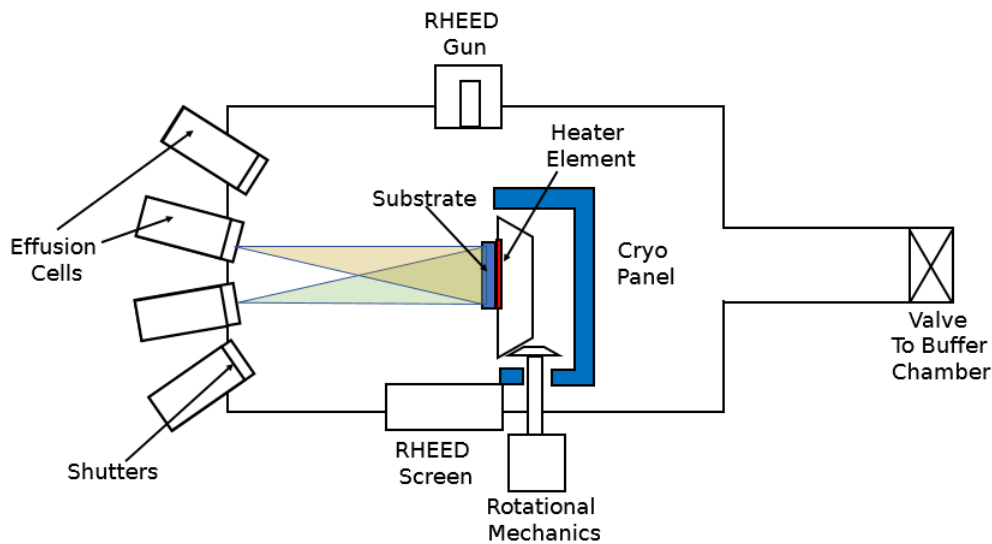 RHEED
Gun
Heater
Element
Substrate
Effusion
Cells
Cryo
Panel
Valve
To Buffer
Chamber
Shutters
RHEED
Screen
Rotational
Mechanics